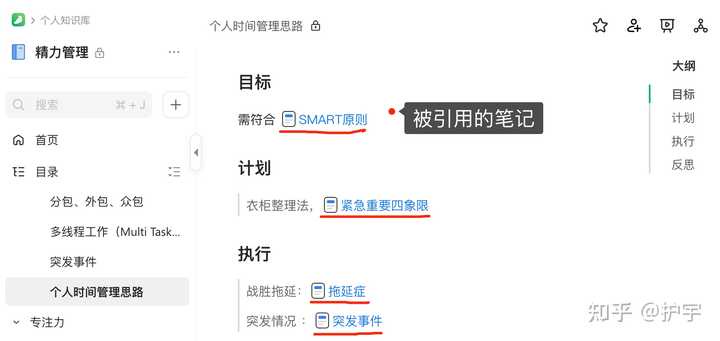 个人知识库
精力管理
搜索
⌘ + J
首页
目录
分包、外包、众包
多线程工作（Multi Task...
突发事件
个人时间管理思路
专注力
个人时间管理思路
目标
需符合 SMART原则
被引用的笔记
计划
衣柜整理法， 紧急重要四象限
执行
战胜拖延： 拖延症
突发情况 ： 突发事件
大纲
目标
计划
执行
反思
知乎 @护宇